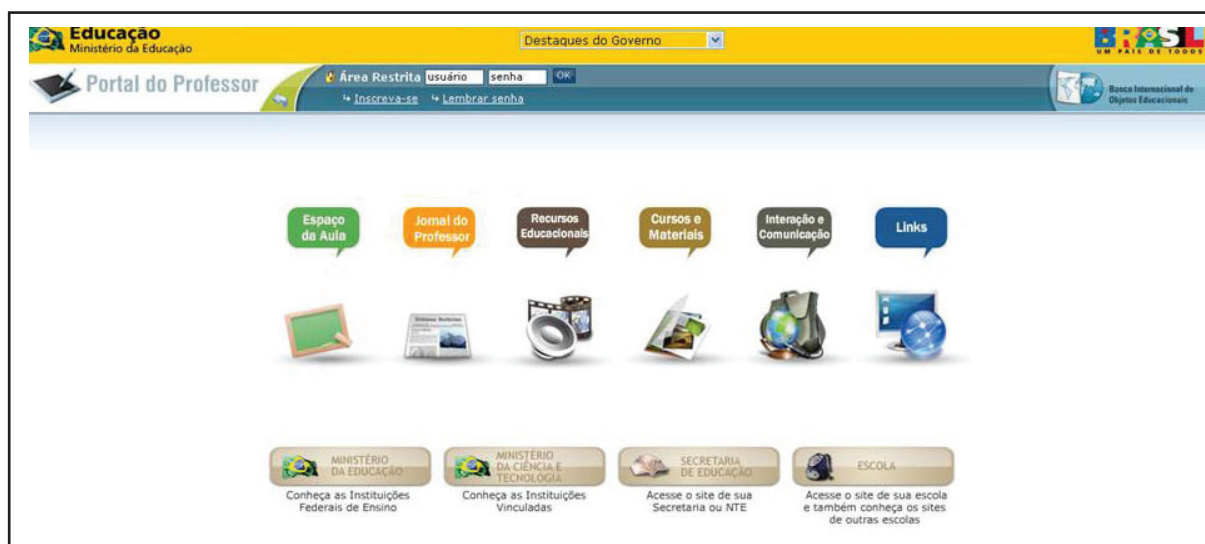 Educação
Ministério da Educação
Destaques do Governo
BRASIL
UM PAÍS DE TODOS
Portal do Professor
Área Restrita usuário senha OK
Inscreva-se Lembrar senha
Banco Internacional de
Objetos Educacionais
Espaço
da Aula
Jornal do
Professor
Recursos
Educacionais
Cursos e
Materiais
Interação e
Comunicação
Links
MINISTÉRIO
DA EDUCAÇÃO
Conheça as Instituições
Federais de Ensino
MINISTÉRIO
DA CIÊNCIA E
TECNOLOGIA
Conheça as Instituições
Vinculadas
SECRETARIA
DE EDUCAÇÃO
Acesse o site de sua
Secretaria ou NTE
ESCOLA
Acesse o site de sua escola
e também conheça os sites
de outras escolas